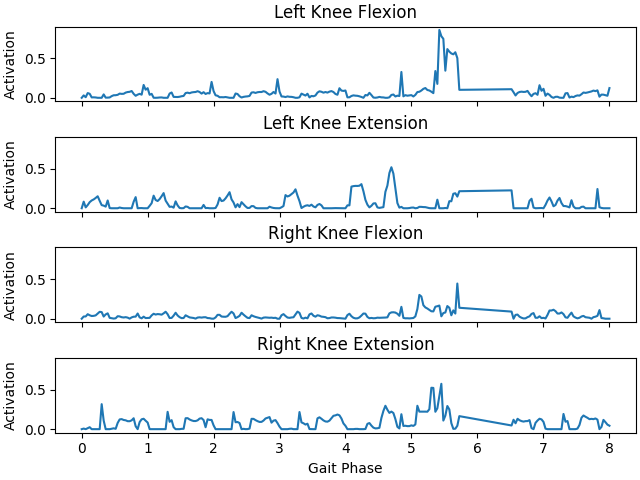 Left Knee Flexion
Activation
0.5
0.0
Left Knee Extension
Activation
0.5
0.0
Right Knee Flexion
Activation
0.5
0.0
Right Knee Extension
Activation
0.5
0.0
0 1 2 3 4 5 6 7 8
Gait Phase